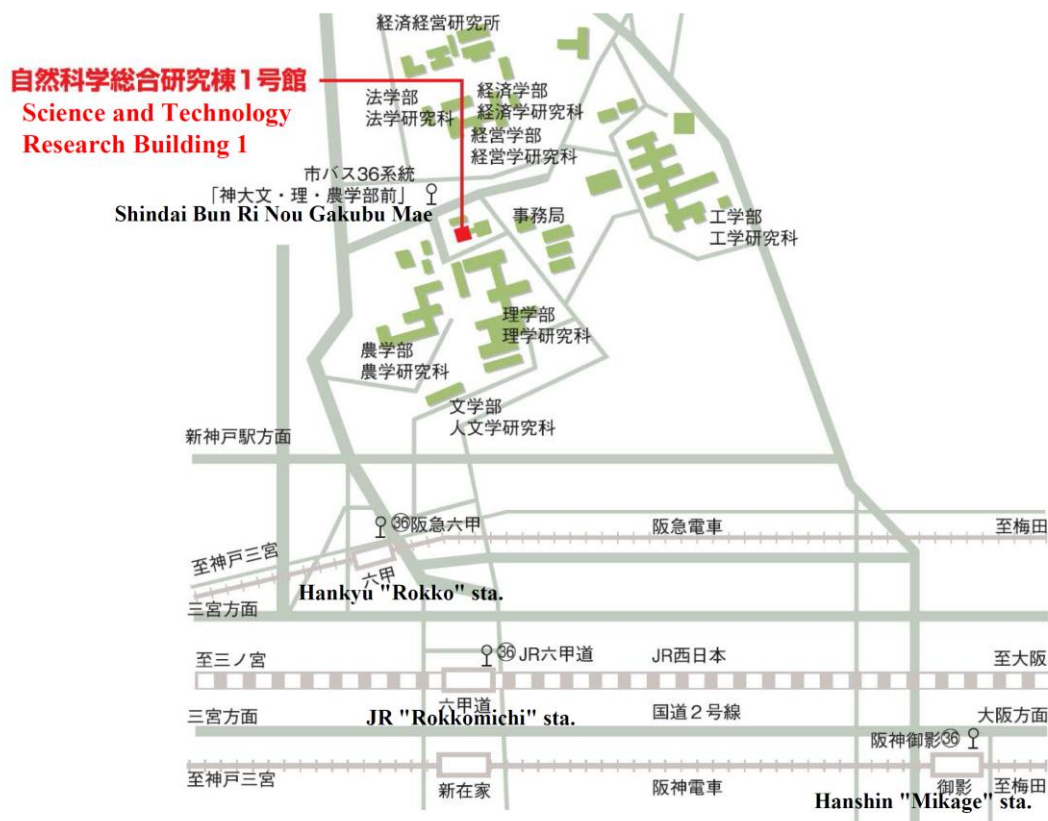 経済経営研究所
自然科学総合研究棟1号館
Science and Technology
Research Building 1
法学部
法学研究科
経済学部
経済学研究科
経営学部
経営学研究科
市バス36系統
「神大文・理・農学部前」
Shindai Bun Ri Nou Gakubu Mae
事務局
工学部
工学研究科
理学部
理学研究科
農学部
農学研究科
文学部
人文学研究科
新神戸駅方面
㊱阪急六甲
阪急電車
至梅田
至神戸三宮
六甲
Hankyu "Rokko" sta.
三宮方面
㊱JR六甲道
至三ノ宮
JR西日本
至大阪
六甲道
JR "Rokkomichi" sta.
三宮方面
国道2号線
大阪方面
阪神御影㊱
至神戸三宮
新在家
阪神電車
御影
至梅田
Hanshin "Mikage" sta.